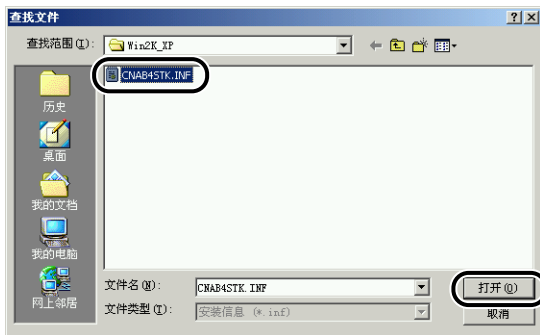 查找文件
查找范围(I):
Win2K_XP
CNAB4STK.INF
历史
桌面
我的文档
我的电脑
网上邻居
文件名(N):
CNAB4STK.INF
打开(O)
文件类型(T):
安装信息 (*.inf)
取消